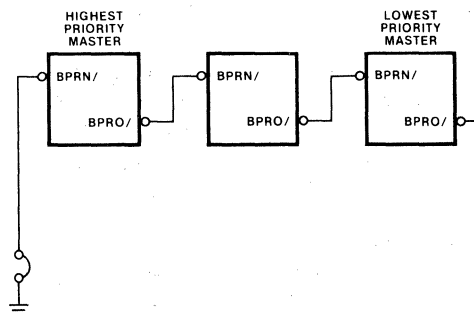 HIGHEST
PRIORITY
MASTER
LOWEST
PRIORITY
MASTER
BPRN/
BPRN/
BPRN/
BPRO/
BPRO/
BPRO/